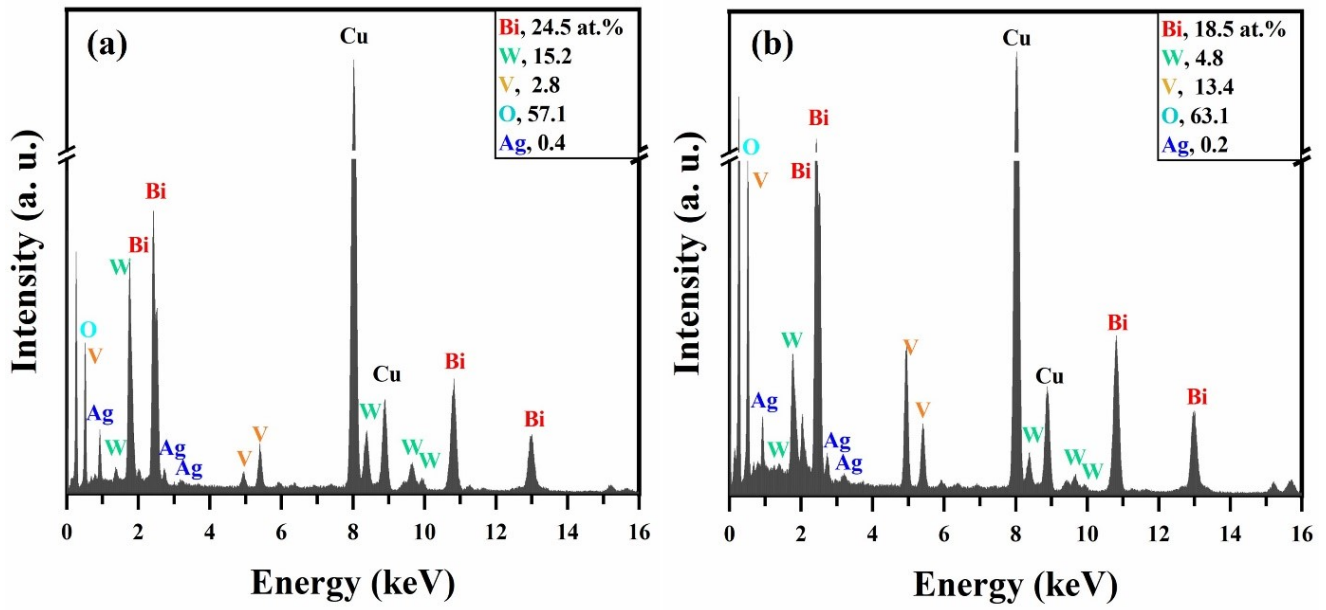 (a)
Cu
Bi, 24.5 at.%
W, 15.2
V, 2.8
O, 57.1
Ag, 0.4
Bi
Bi
W
O
V
Ag
W
Ag
Ag
V
V
W
Cu
W
W
Bi
Bi
0 2 4 6 8 10 12 14 16
Energy (keV)
Intensity (a. u.)
(b)
Cu
Bi, 18.5 at.%
W, 4.8
V, 13.4
O, 63.1
Ag, 0.2
Bi
O
Bi
V
W
Ag
W
Ag
Ag
V
V
W
Cu
W
W
Bi
Bi
0 2 4 6 8 10 12 14 16
Energy (keV)
Intensity (a. u.)